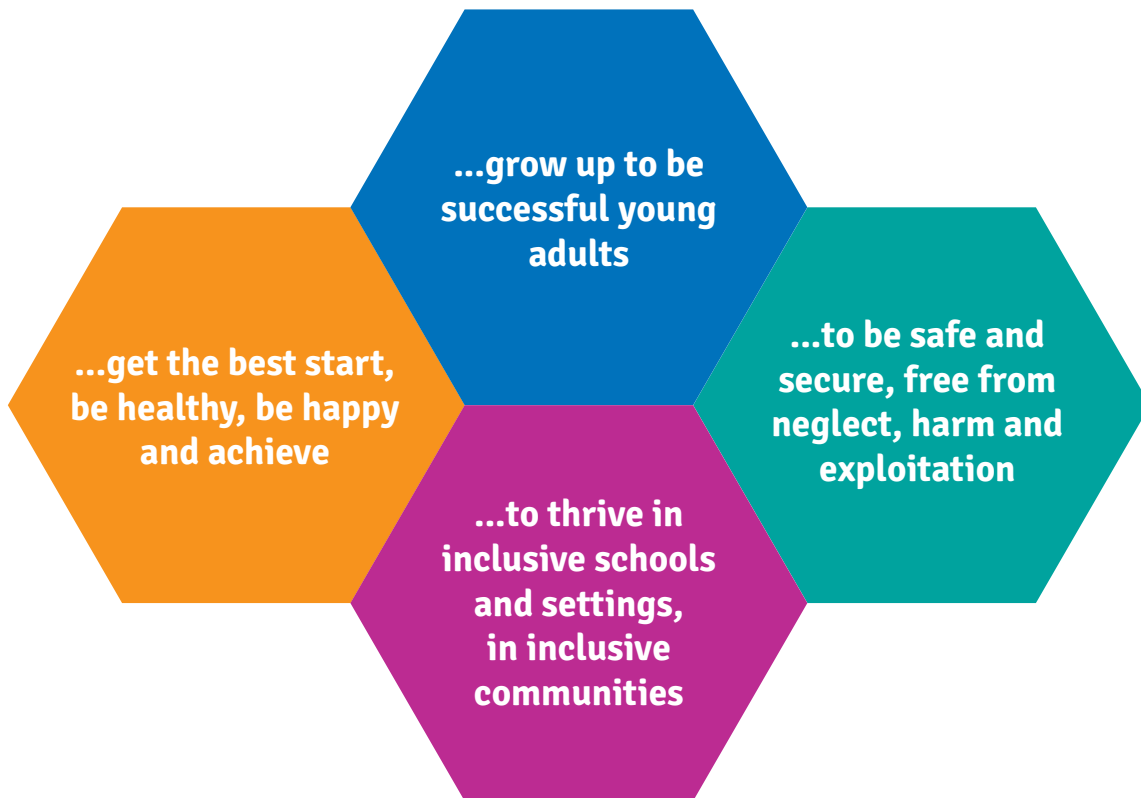 ...grow up to be
successful young
adults
...get the best start,
be healthy, be happy
and achieve
...to be safe and
secure, free from
neglect, harm and
exploitation
...to thrive in
inclusive schools
and settings,
in inclusive
communities